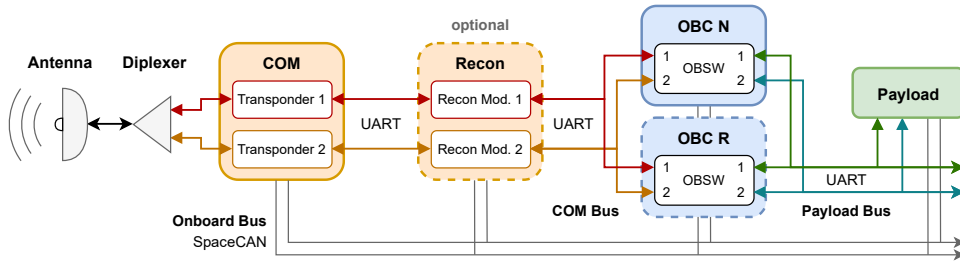 Antenna
Diplexer
COM
Transponder 1
Transponder 2
UART
optional
Recon
Recon Mod. 1
Recon Mod. 2
UART
OBC N
1
2
OBSW
1
2
OBC R
1
2
OBSW
1
2
Payload
UART
Onboard Bus
SpaceCAN
COM Bus
Payload Bus